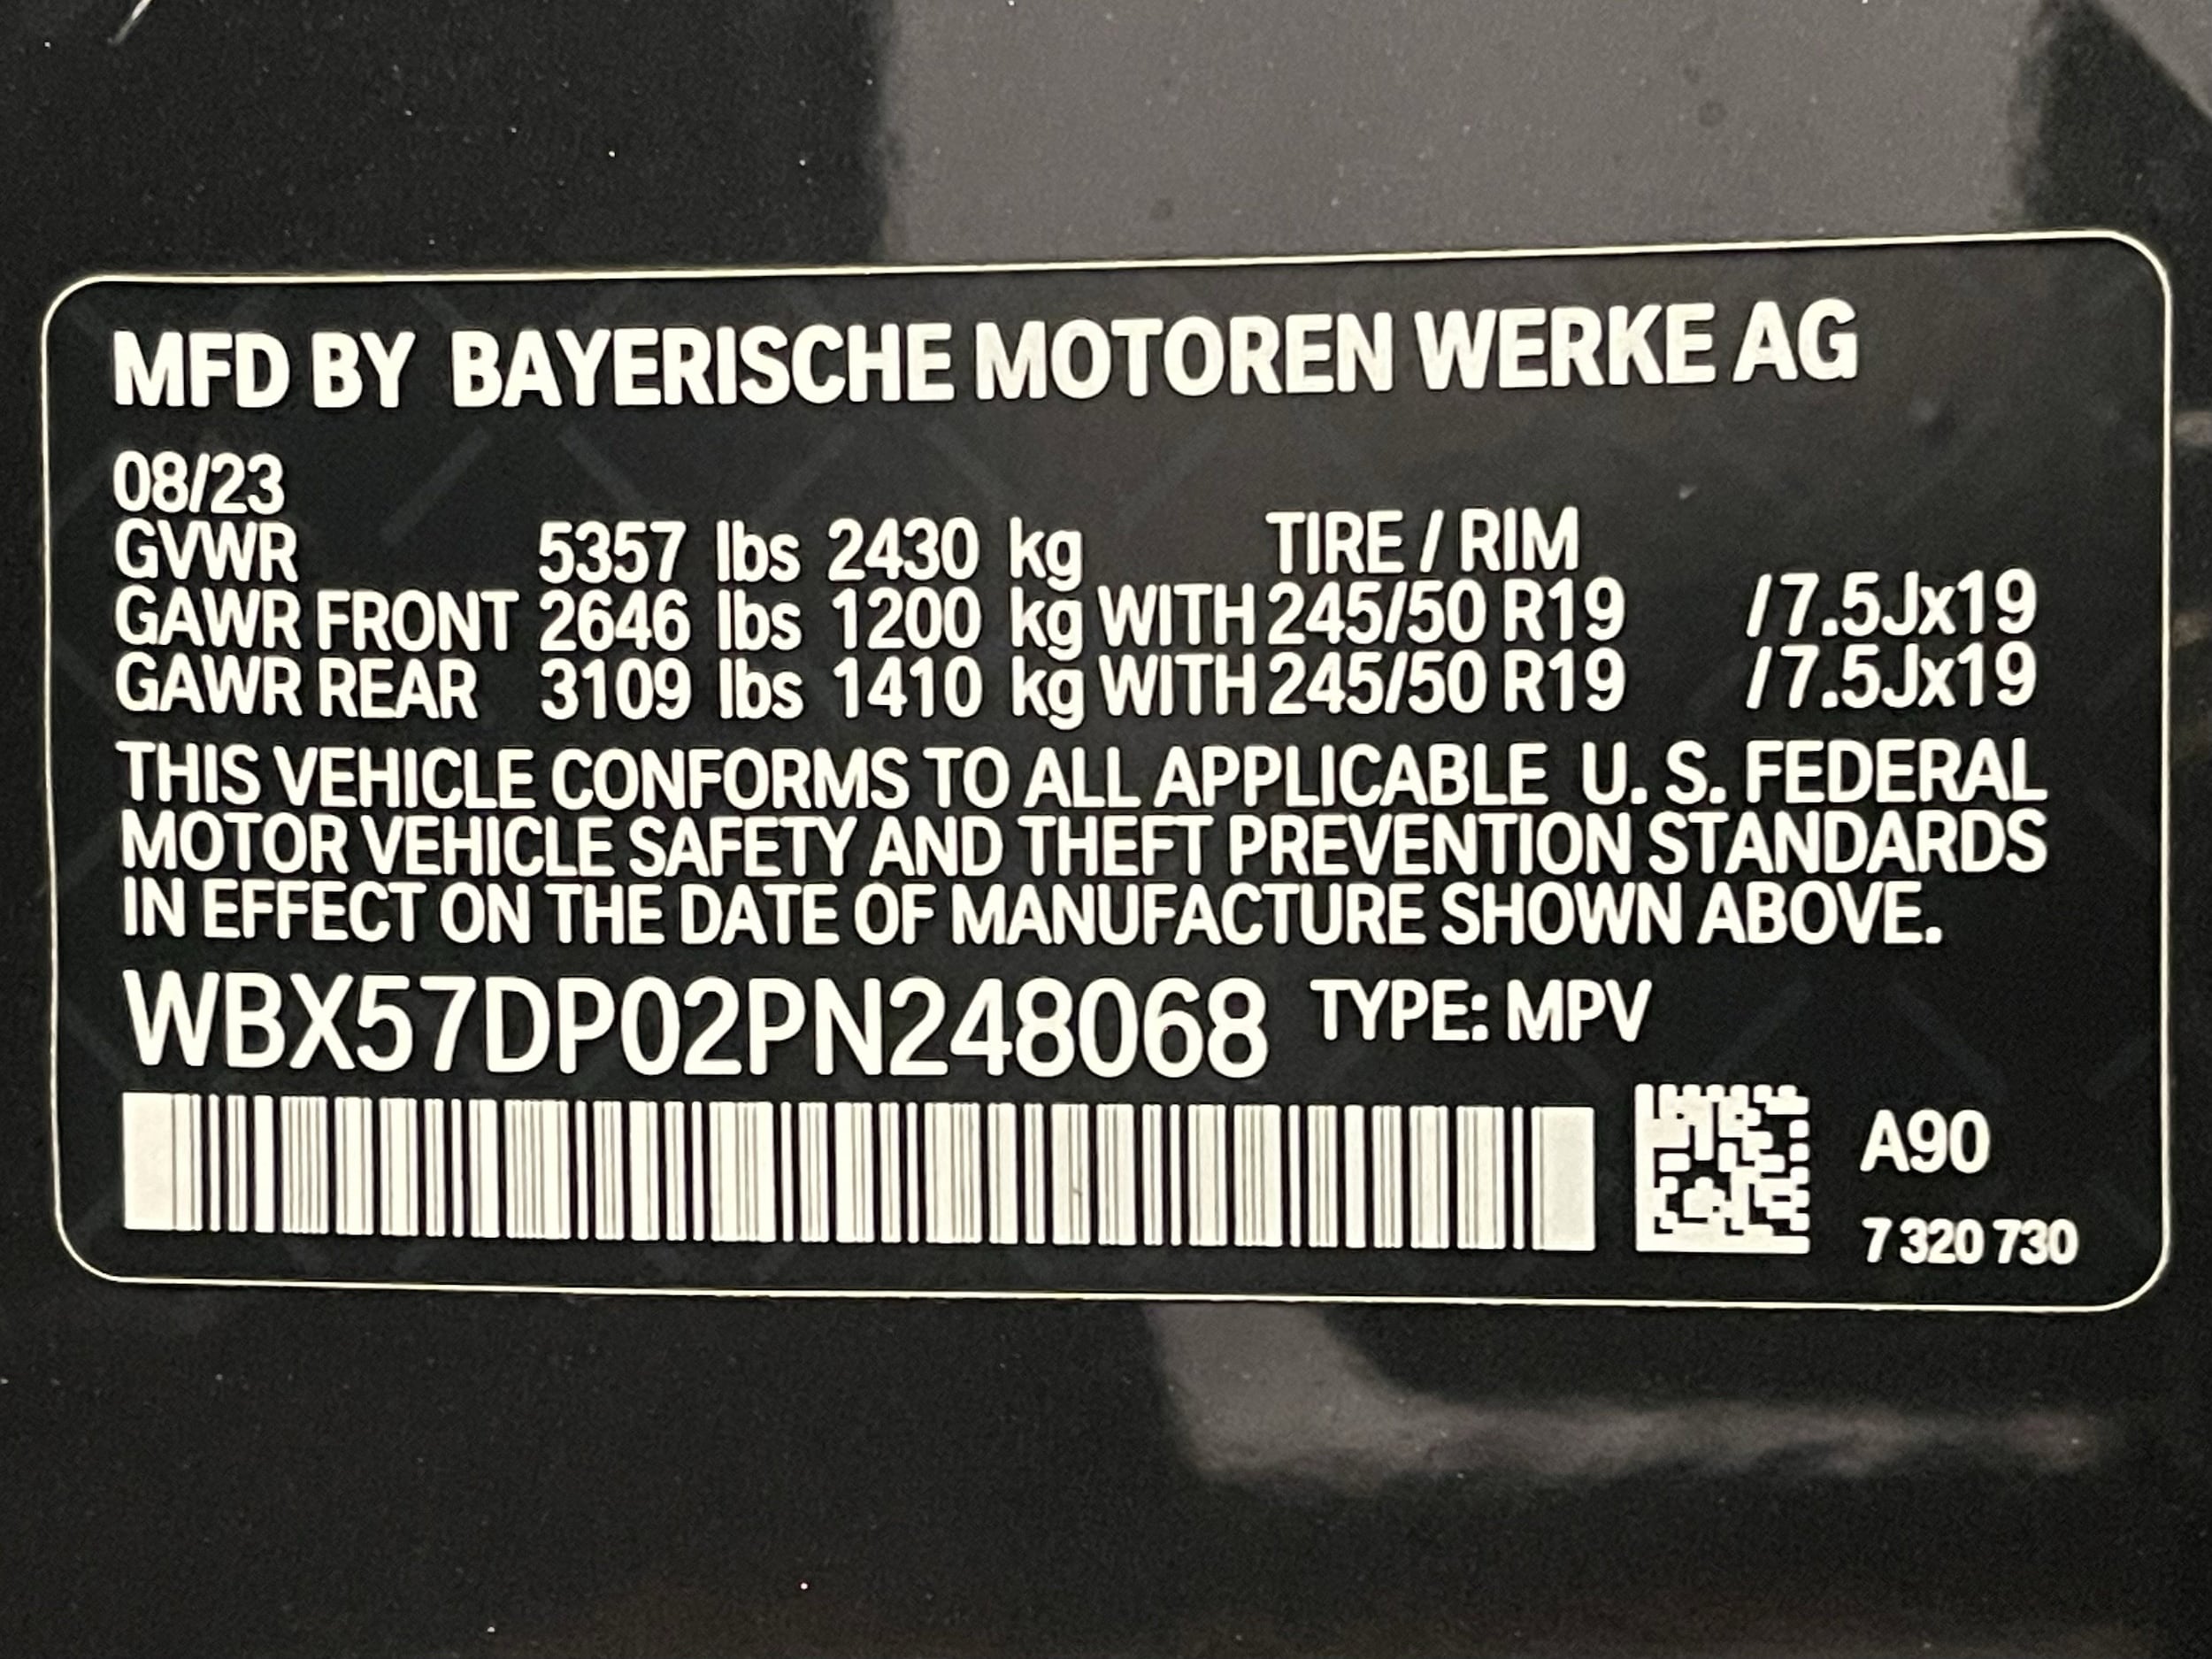 MFD BY BAYERISCHE MOTOREN WERKE AG
08/23
GVWR 5357 lbs 2430 kg TIRE / RIM
GAWR FRONT 2646 lbs 1200 kg WITH 245/50 R19 / 7.5Jx19
GAWR REAR 3109 lbs 1410 kg WITH 245/50 R19 / 7.5Jx19
THIS VEHICLE CONFORMS TO ALL APPLICABLE U. S. FEDERAL
MOTOR VEHICLE SAFETY AND THEFT PREVENTION STANDARDS
IN EFFECT ON THE DATE OF MANUFACTURE SHOWN ABOVE.
WBX57DP02PN248068 TYPE: MPV
A90
7 320 730